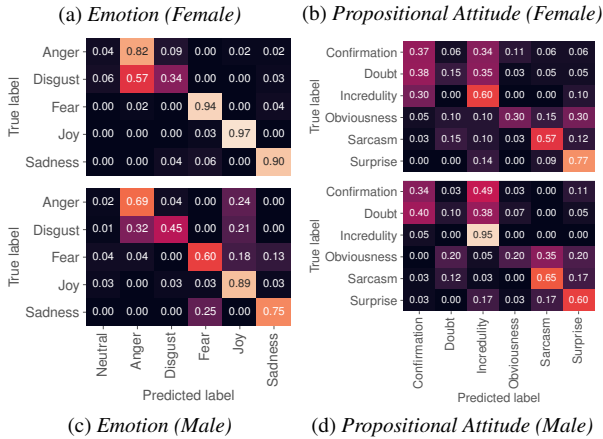 (a) Emotion (Female)
Anger 0.04 0.82 0.09 0.00 0.02 0.02
Disgust 0.06 0.57 0.34 0.00 0.02 0.00
Fear 0.00 0.02 0.00 0.94 0.00 0.04
Joy 0.00 0.00 0.00 0.03 0.97 0.00
Sadness 0.00 0.00 0.04 0.06 0.00 0.90
True label
(b) Propositional Attitude (Female)
Confirmation 0.37 0.06 0.34 0.11 0.06 0.06
Doubt 0.38 0.15 0.35 0.03 0.05 0.05
Incredulity 0.30 0.00 0.60 0.00 0.00 0.10
Obviousness 0.05 0.10 0.10 0.30 0.15 0.30
Sarcasm 0.03 0.15 0.10 0.03 0.57 0.12
Surprise 0.00 0.00 0.14 0.00 0.09 0.77
True label
Anger 0.02 0.69 0.04 0.00 0.24 0.00
Disgust 0.01 0.32 0.45 0.00 0.21 0.00
Fear 0.04 0.04 0.00 0.60 0.18 0.13
Joy 0.00 0.03 0.00 0.03 0.89 0.03
Sadness 0.00 0.00 0.00 0.25 0.00 0.75
True label
Neutral
Anger
Disgust
Fear
Joy
Sadness
Predicted label
(c) Emotion (Male)
Confirmation 0.34 0.03 0.49 0.03 0.00 0.11
Doubt 0.40 0.10 0.38 0.07 0.00 0.05
Incredulity 0.05 0.00 0.95 0.00 0.00 0.00
Obviousness 0.00 0.20 0.05 0.20 0.35 0.20
Sarcasm 0.03 0.12 0.03 0.00 0.65 0.17
Surprise 0.03 0.00 0.17 0.03 0.17 0.60
True label
Confirmation
Doubt
Incredulity
Obviousness
Sarcasm
Surprise
Predicted label
(d) Propositional Attitude (Male)